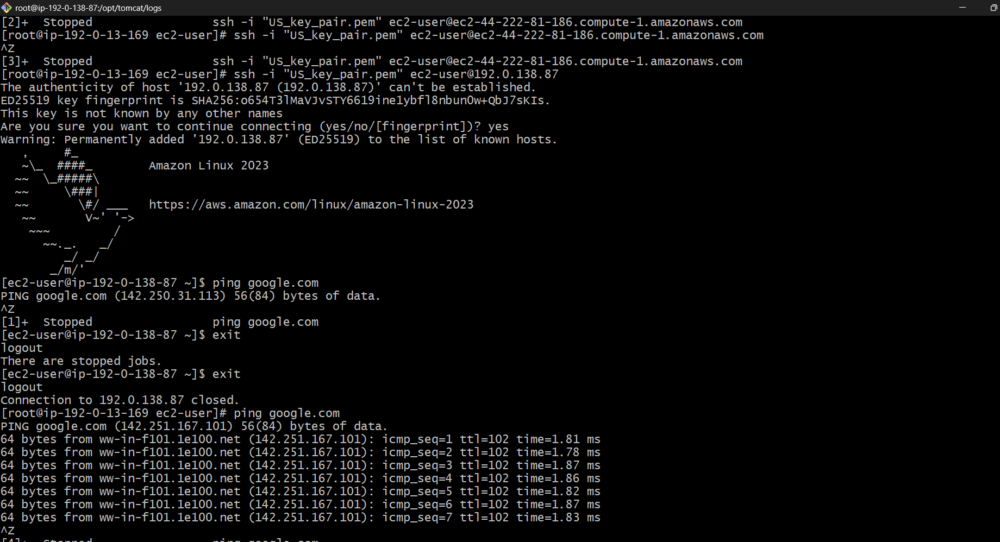 root@ip-192-0-138-87:/opt/tomcat/logs
[2]+  Stopped                 ssh -i "US_key_pair.pem" ec2-user@ec2-44-222-81-186.compute-1.amazonaws.com
[root@ip-192-0-13-169 ec2-user]# ssh -i "US_key_pair.pem" ec2-user@ec2-44-222-81-186.compute-1.amazonaws.com
^Z
[3]+  Stopped                 ssh -i "US_key_pair.pem" ec2-user@ec2-44-222-81-186.compute-1.amazonaws.com
[root@ip-192-0-13-169 ec2-user]# ssh -i "US_key_pair.pem" ec2-user@192.0.138.87
The authenticity of host '192.0.138.87 (192.0.138.87)' can't be established.
ED25519 key fingerprint is SHA256:o654T3lMaVJvSTY6619ine1ybfl8nbun0w+QbJ7sKIs.
This key is not known by any other names
Are you sure you want to continue connecting (yes/no/[fingerprint])? yes
Warning: Permanently added '192.0.138.87' (ED25519) to the list of known hosts.
   ,     #_
   ~\_  ####_        Amazon Linux 2023
  ~~  \_#####\
  ~~     \###|
  ~~       \#/ ___   https://aws.amazon.com/linux/amazon-linux-2023
   ~~       V~' '->
    ~~~         /
      ~~._.   _/
         _/ _/
       _/m/'
[ec2-user@ip-192-0-138-87 ~]$ ping google.com
PING google.com (142.250.31.113) 56(84) bytes of data.
^Z
[1]+  Stopped                 ping google.com
[ec2-user@ip-192-0-138-87 ~]$ exit
logout
There are stopped jobs.
[ec2-user@ip-192-0-138-87 ~]$ exit
logout
Connection to 192.0.138.87 closed.
[root@ip-192-0-13-169 ec2-user]# ping google.com
PING google.com (142.251.167.101) 56(84) bytes of data.
64 bytes from ww-in-f101.1e100.net (142.251.167.101): icmp_seq=1 ttl=102 time=1.81 ms
64 bytes from ww-in-f101.1e100.net (142.251.167.101): icmp_seq=2 ttl=102 time=1.78 ms
64 bytes from ww-in-f101.1e100.net (142.251.167.101): icmp_seq=3 ttl=102 time=1.87 ms
64 bytes from ww-in-f101.1e100.net (142.251.167.101): icmp_seq=4 ttl=102 time=1.86 ms
64 bytes from ww-in-f101.1e100.net (142.251.167.101): icmp_seq=5 ttl=102 time=1.82 ms
64 bytes from ww-in-f101.1e100.net (142.251.167.101): icmp_seq=6 ttl=102 time=1.87 ms
64 bytes from ww-in-f101.1e100.net (142.251.167.101): icmp_seq=7 ttl=102 time=1.83 ms
^Z
[4]+  Stopped                 ping google.com